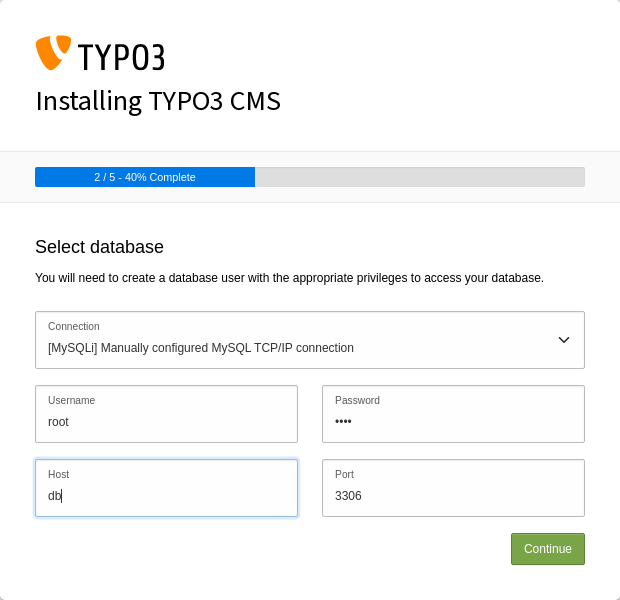 TYPO3
Installing TYPO3 CMS
2 / 5 - 40% Complete
Select database
You will need to create a database user with the appropriate privileges to access your database.
Connection
[MySQLi] Manually configured MySQL TCP/IP connection
Username
root
Password
••••
Host
db
Port
3306
Continue